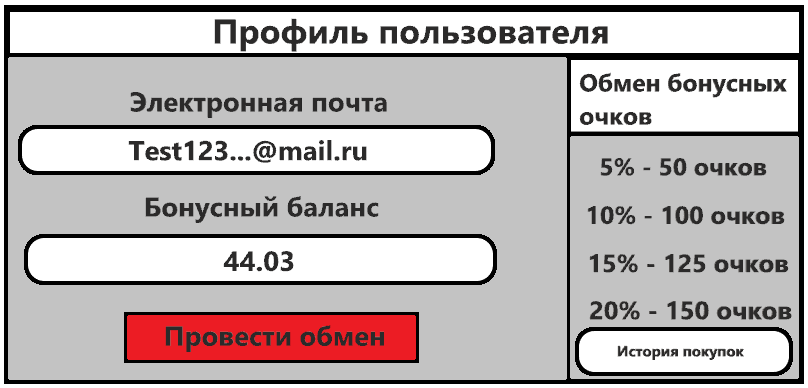 Профиль пользователя
Электронная почта
Test123...@mail.ru
Бонусный баланс
44.03
Провести обмен
Обмен бонусных
очков
5% - 50 очков
10% - 100 очков
15% - 125 очков
20% - 150 очков
История покупок